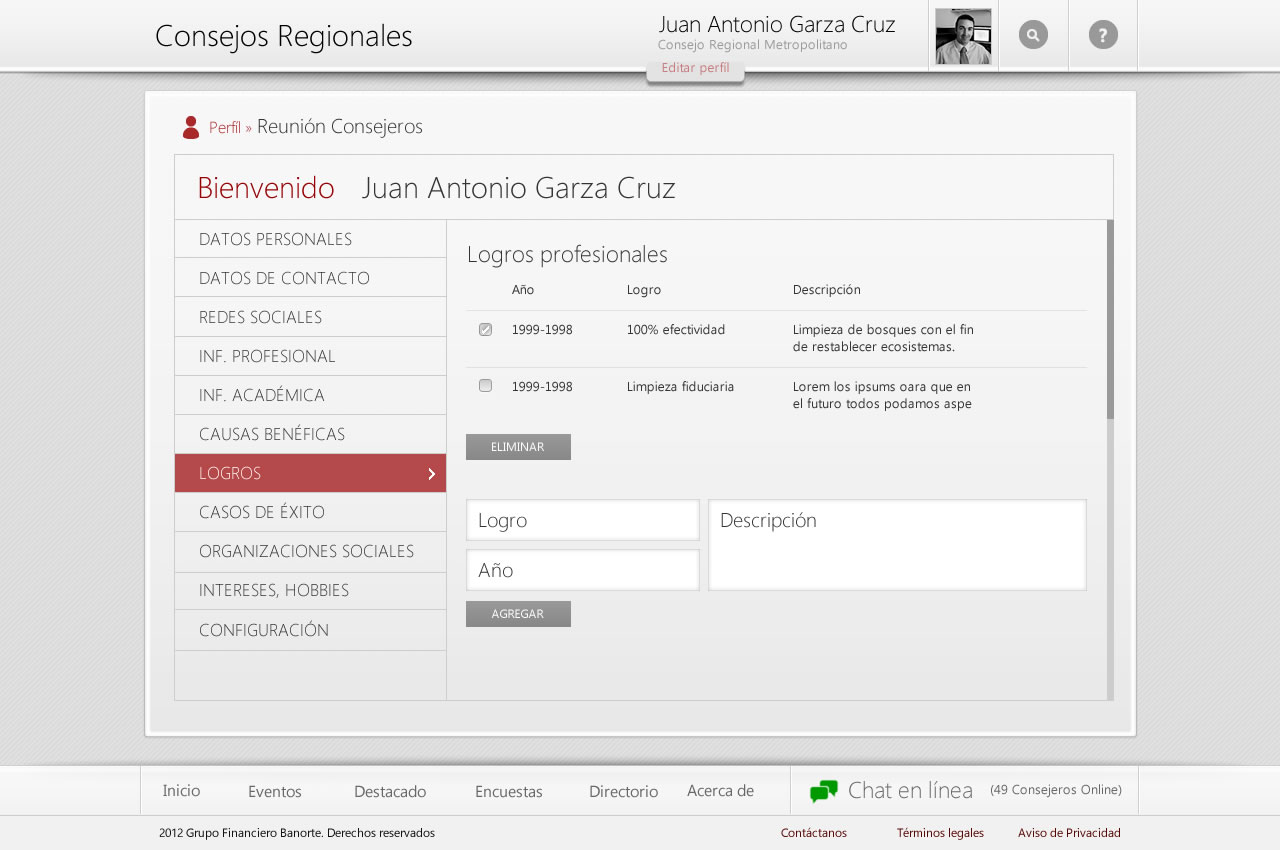 Consejos Regionales
Juan Antonio Garza Cruz
Consejo Regional Metropolitano
Editar perfil
?
Perfil » Reunión Consejeros
Bienvenido Juan Antonio Garza Cruz
DATOS PERSONALES
DATOS DE CONTACTO
REDES SOCIALES
INF. PROFESIONAL
INF. ACADÉMICA
CAUSAS BENÉFICAS
LOGROS
CASOS DE ÉXITO
ORGANIZACIONES SOCIALES
INTERESES, HOBBIES
CONFIGURACIÓN
Logros profesionales
Año Logro Descripción
1999-1998 100% efectividad Limpieza de bosques con el fin
de restablecer ecosistemas.
1999-1998 Limpieza fiduciaria Lorem los ipsums oara que en
el futuro todos podamos aspe
ELIMINAR
Logro
Descripción
Año
AGREGAR
Inicio Eventos Destacado Encuestas Directorio Acerca de
Chat en línea (49 Consejeros Online)
2012 Grupo Financiero Banorte. Derechos reservados
Contáctanos Términos legales Aviso de Privacidad